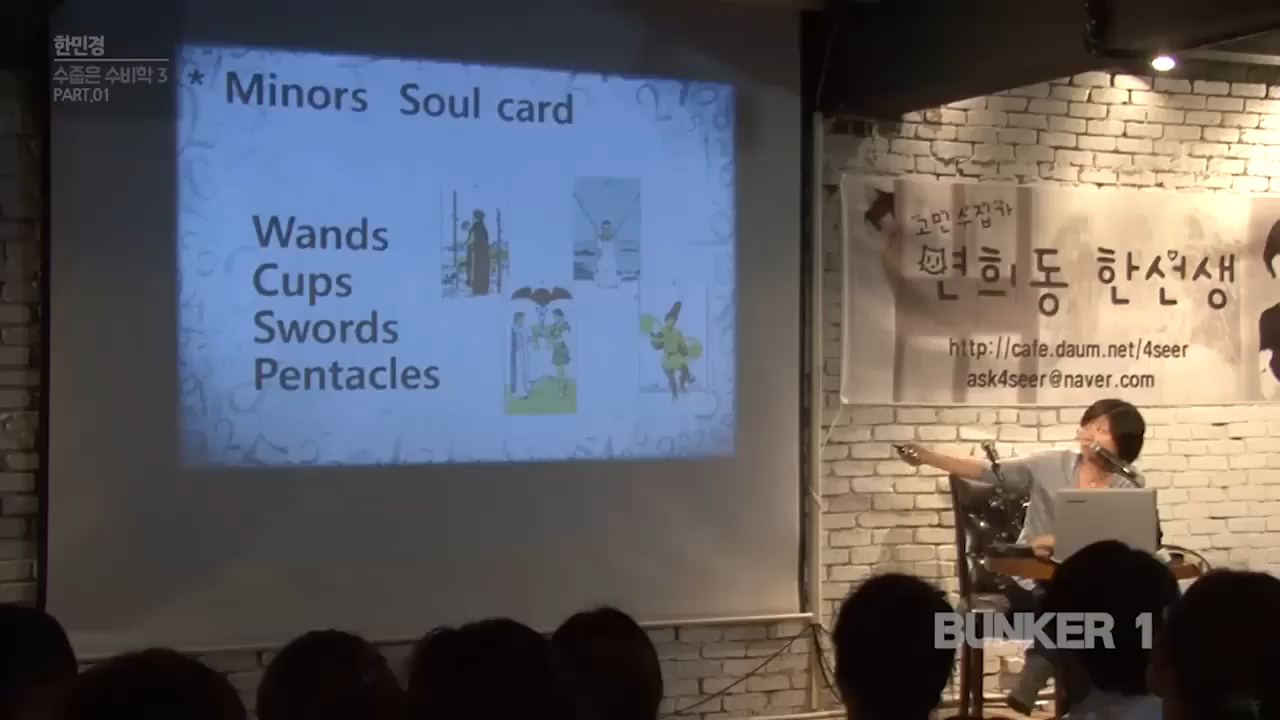 한민경
수줍은 수비학 3
PART.01
* Minors Soul card
Wands
Cups
Swords
Pentacles
고민 수집가
연희동 한선생
http://cafe.daum.net/4seer
ask4seer@naver.com
BUNKER 1